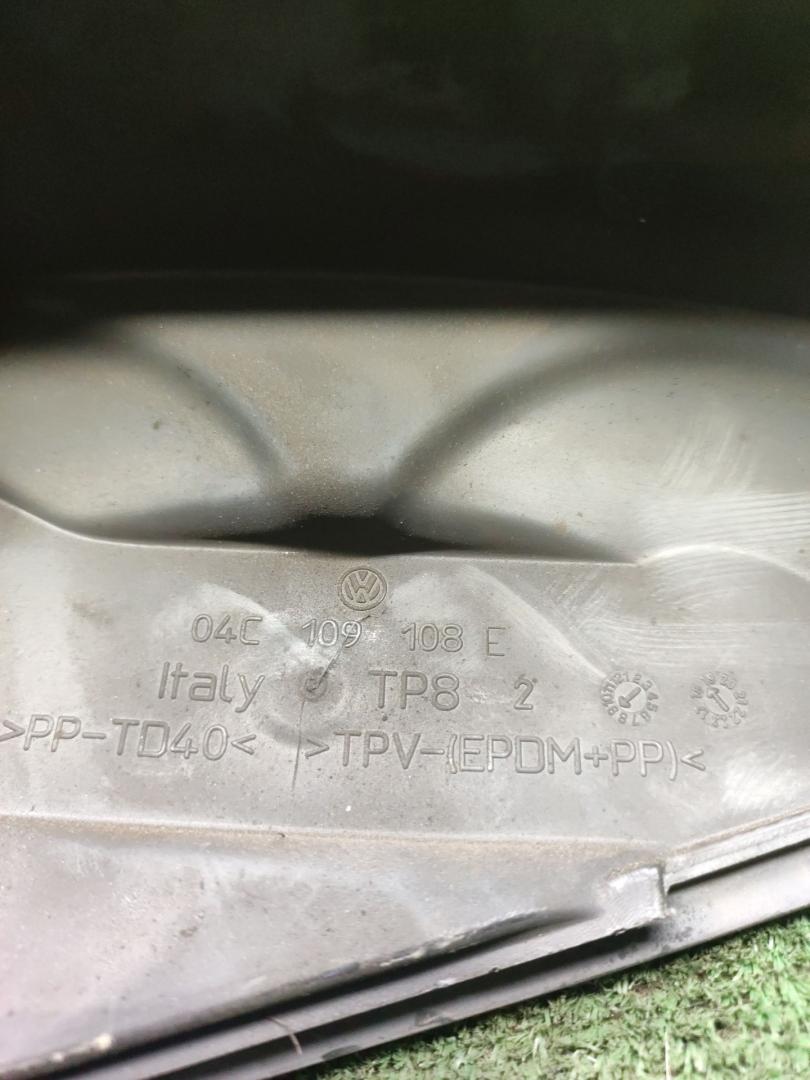 04C 109 108 E
Italy TP8 2
>PP-TD40< >TPV-(EPDM+PP)<